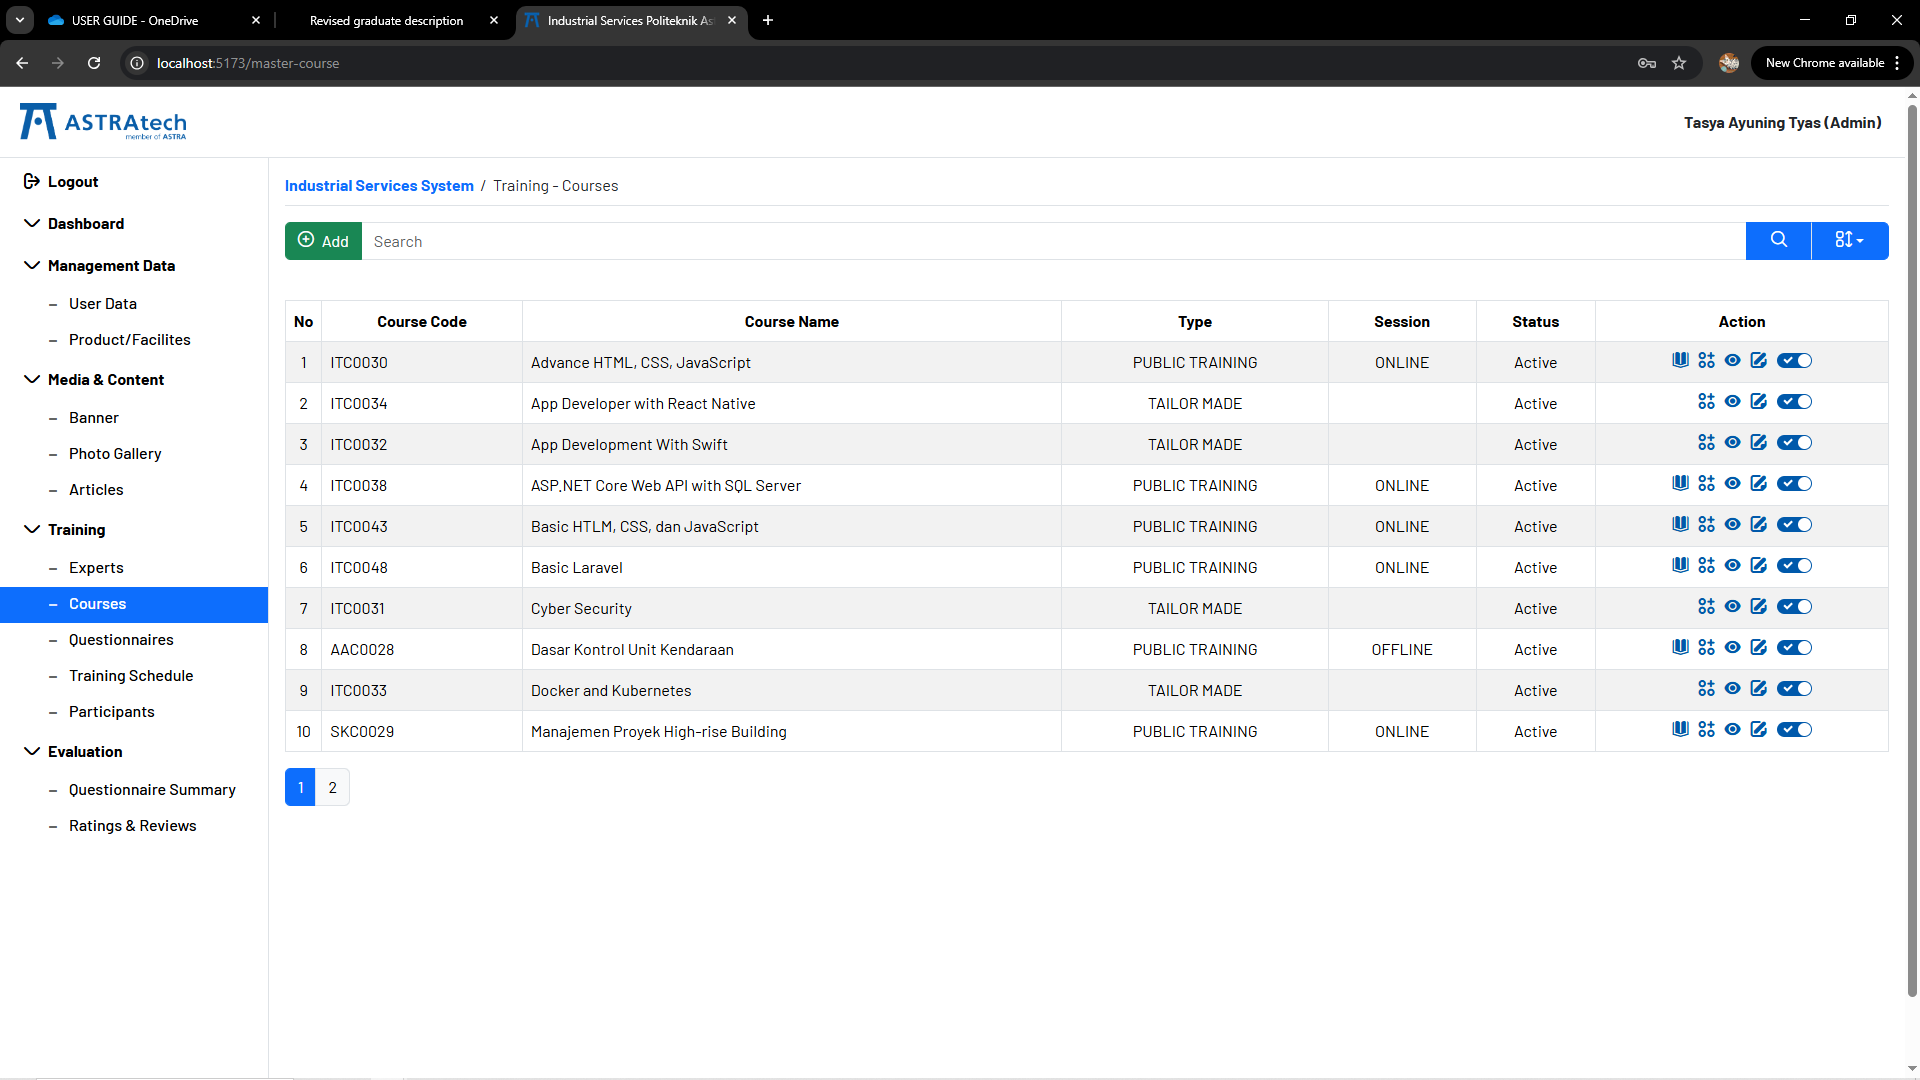 USER GUIDE - OneDrive
Revised graduate description
Industrial Services Politeknik As
localhost:5173/master-course
New Chrome available
ASTRAtech
member of ASTRA
Tasya Ayuning Tyas (Admin)
Logout
Dashboard
Management Data
– User Data
– Product/Facilites
Media & Content
– Banner
– Photo Gallery
– Articles
Training
– Experts
– Courses
– Questionnaires
– Training Schedule
– Participants
Evaluation
– Questionnaire Summary
– Ratings & Reviews
Industrial Services System / Training - Courses
Add Search
No Course Code Course Name Type Session Status Action
1 ITC0030 Advance HTML, CSS, JavaScript PUBLIC TRAINING ONLINE Active
2 ITC0034 App Developer with React Native TAILOR MADE Active
3 ITC0032 App Development With Swift TAILOR MADE Active
4 ITC0038 ASP.NET Core Web API with SQL Server PUBLIC TRAINING ONLINE Active
5 ITC0043 Basic HTLM, CSS, dan JavaScript PUBLIC TRAINING ONLINE Active
6 ITC0048 Basic Laravel PUBLIC TRAINING ONLINE Active
7 ITC0031 Cyber Security TAILOR MADE Active
8 AAC0028 Dasar Kontrol Unit Kendaraan PUBLIC TRAINING OFFLINE Active
9 ITC0033 Docker and Kubernetes TAILOR MADE Active
10 SKC0029 Manajemen Proyek High-rise Building PUBLIC TRAINING ONLINE Active
1 2